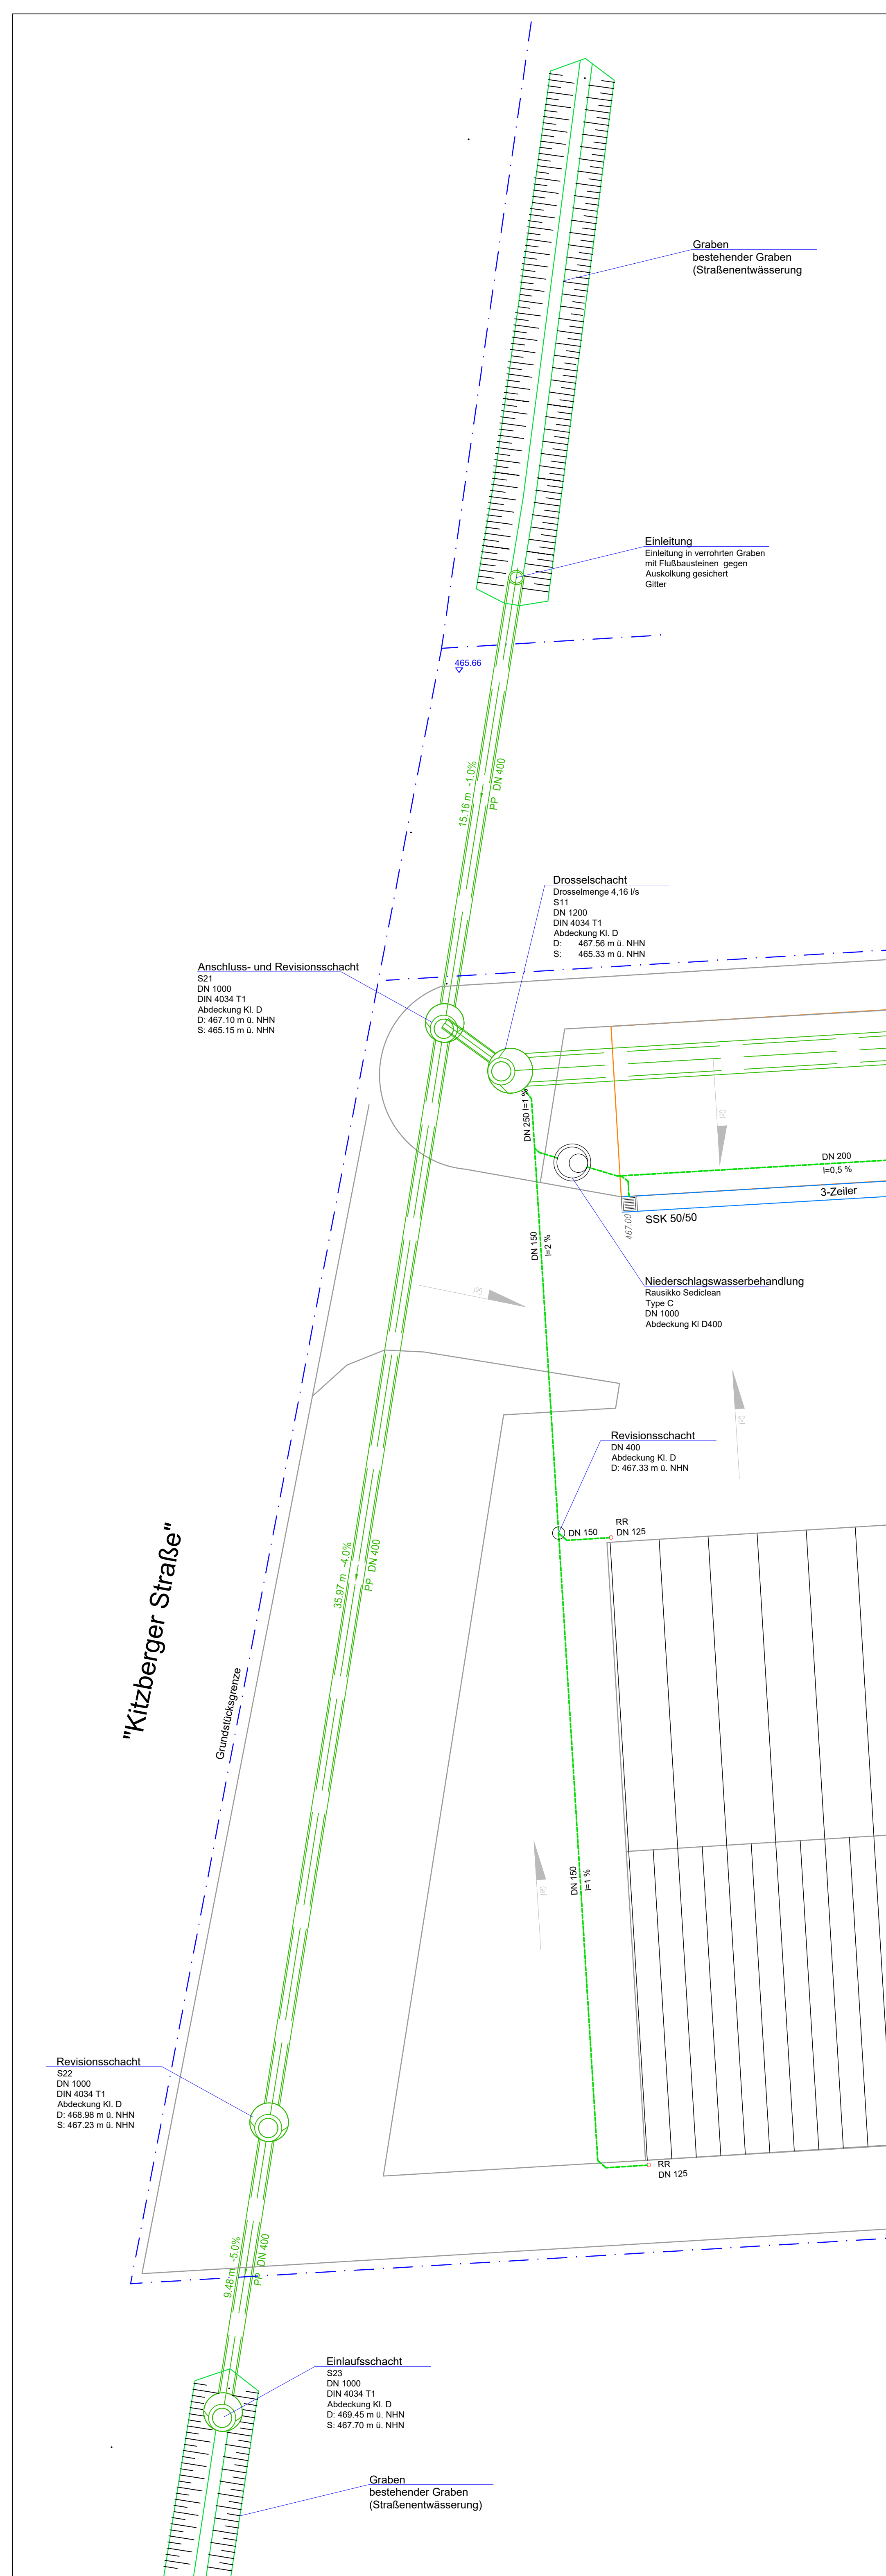 Graben
bestehender Graben
(Straßenentwässerung
Einleitung
Einleitung in verrohrten Graben
mit Flußbausteinen gegen
Auskolkung gesichert
Gitter
465.66
15.16 m -1.0%
PP DN 400
Drosselschacht
Drosselmenge 4,16 l/s
S11
DN 1200
DIN 4034 T1
Abdeckung Kl. D
D: 467.56 m ü. NHN
S: 465.33 m ü. NHN
Anschluss- und Revisionsschacht
S21
DN 1000
DIN 4034 T1
Abdeckung Kl. D
D: 467.10 m ü. NHN
S: 465.15 m ü. NHN
DN 250 I=1 %
DN 200
I=0,5 %
3-Zeiler
SSK 50/50
467.00
DN 150
I=2 %
Niederschlagswasserbehandlung
Rausikko Sediclean
Type C
DN 1000
Abdeckung Kl D400
Gef
Gef
Gef
Gef
Revisionsschacht
DN 400
Abdeckung Kl. D
D: 467.33 m ü. NHN
RR
DN 125
DN 150
35.97 m -4.0%
PP DN 400
"Kitzberger Straße"
Grundstücksgrenze
DN 150
I=1 %
Revisionsschacht
S22
DN 1000
DIN 4034 T1
Abdeckung Kl. D
D: 468.98 m ü. NHN
S: 467.23 m ü. NHN
RR
DN 125
9.48 m -5.0%
PP DN 400
Einlaufsschacht
S23
DN 1000
DIN 4034 T1
Abdeckung Kl. D
D: 469.45 m ü. NHN
S: 467.70 m ü. NHN
Graben
bestehender Graben
(Straßenentwässerung)